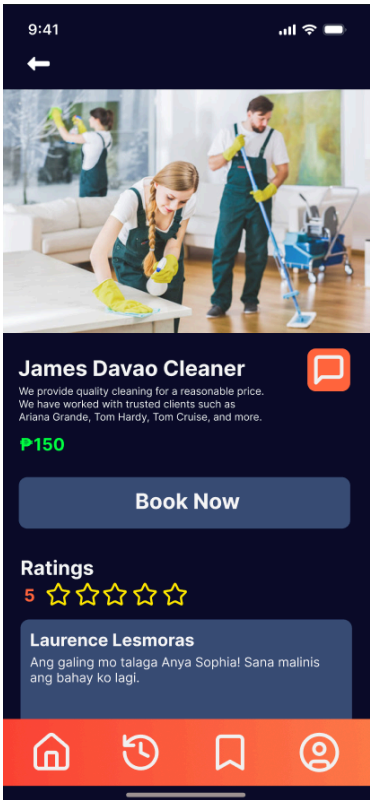 9:41
James Davao Cleaner
We provide quality cleaning for a reasonable price.
We have worked with trusted clients such as
Ariana Grande, Tom Hardy, Tom Cruise, and more.
₱150
Book Now
Ratings
5
Laurence Lesmoras
Ang galing mo talaga Anya Sophia! Sana malinis
ang bahay ko lagi.